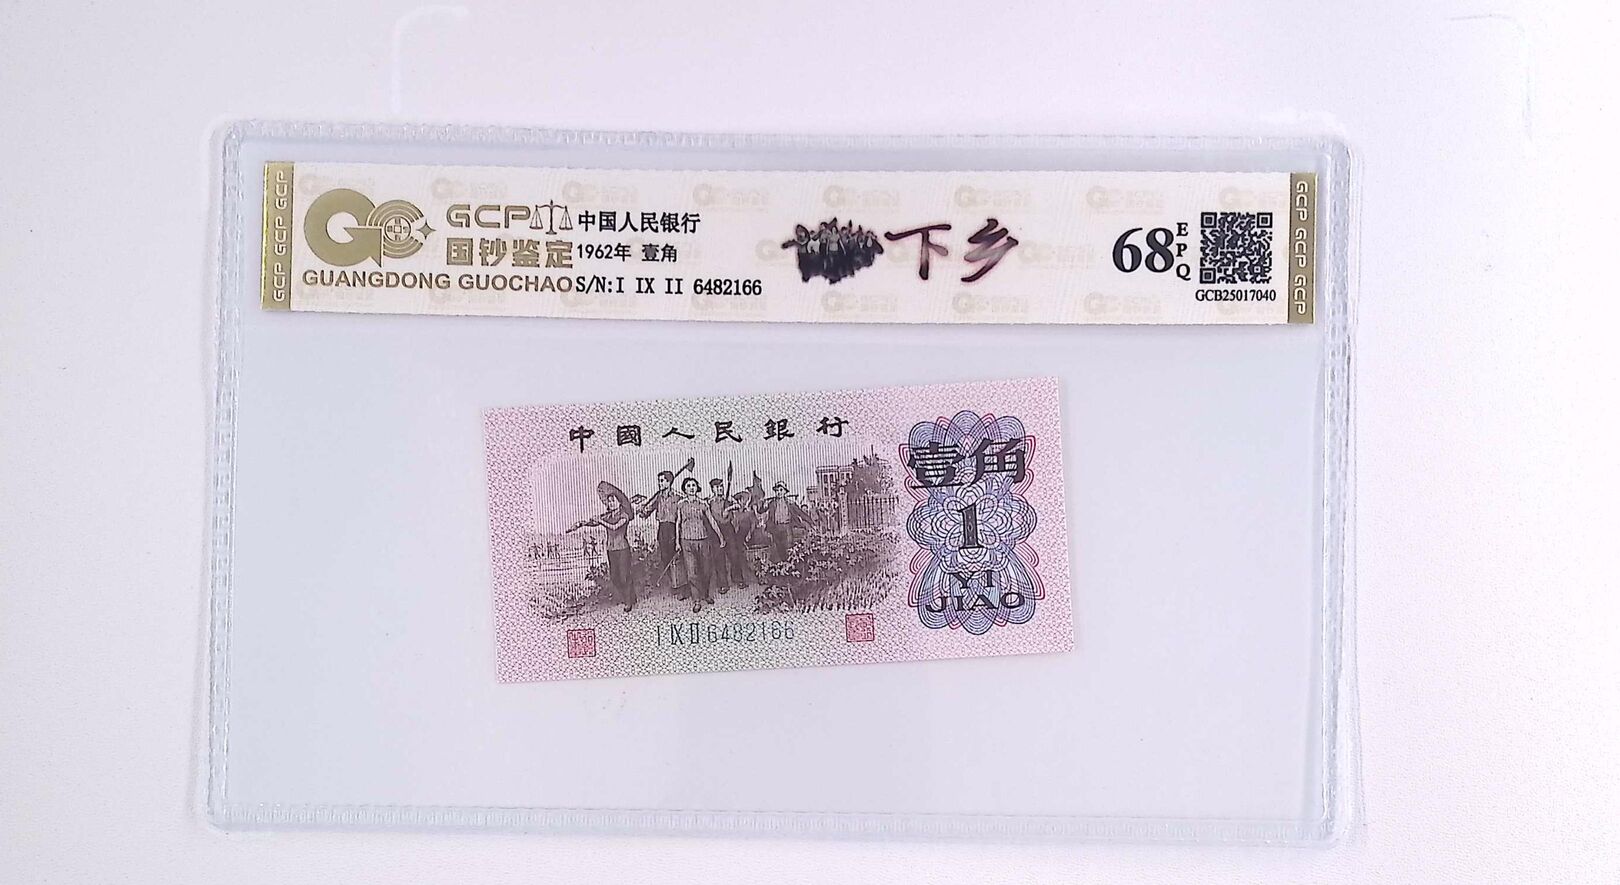 GCP GCP GCP
GCP
国钞鉴定
GUANGDONG GUOCHAO
中国人民银行
1962年 壹角
S/N:I IX II 6482166
下乡
68
EPQ
GCB25017040
GCP GCP GCP
中國人民銀行
壹角
1
YI
JIAO
I IX II 6482166